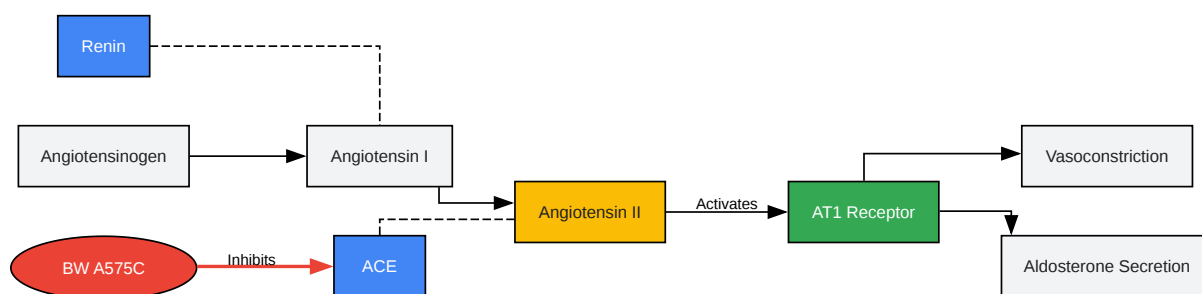 Renin
Angiotensinogen
Angiotensin I
Vasoconstriction
Angiotensin II
Activates
AT1 Receptor
BW A575C
Inhibits
ACE
Aldosterone Secretion